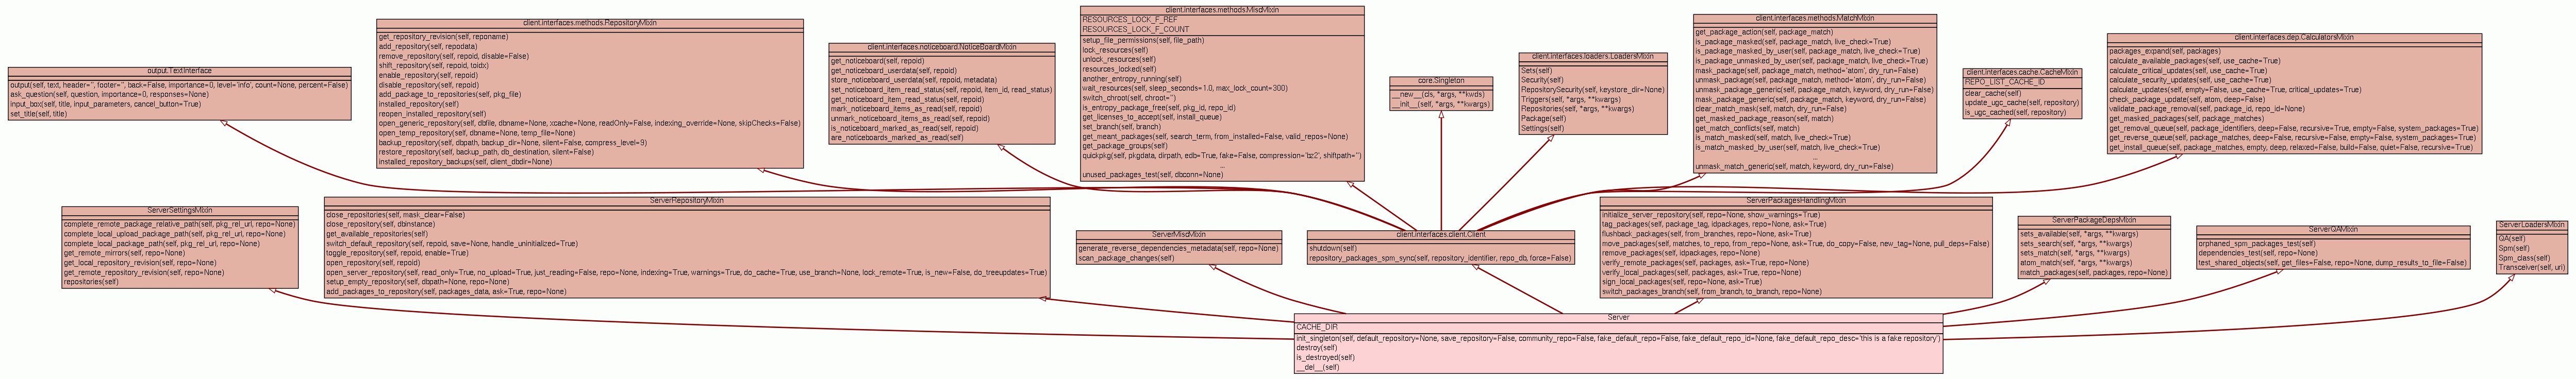 output.TextInterface
output(self, text, header='', footer='', back=False, importance=0, level='info', count=None, percent=False)
ask_question(self, question, importance=0, responses=None)
input_box(self, title, input_parameters, cancel_button=True)
set_title(self, title)
client.interfaces.methods.RepositoryMixin
get_repository_revision(self, reponame)
add_repository(self, repodata)
remove_repository(self, repoid, disable=False)
shift_repository(self, repoid, toidx)
enable_repository(self, repoid)
disable_repository(self, repoid)
add_package_to_repositories(self, pkg_file)
installed_repository(self)
reopen_installed_repository(self)
open_generic_repository(self, dbfile, dbname=None, xcache=None, readOnly=False, indexing_override=None, skipChecks=False)
open_temp_repository(self, dbname=None, temp_file=None)
backup_repository(self, dbpath, backup_dir=None, silent=False, compress_level=9)
restore_repository(self, backup_path, db_destination, silent=False)
installed_repository_backups(self, client_dbdir=None)
client.interfaces.noticeboard.NoticeBoardMixin
get_noticeboard(self, repoid)
get_noticeboard_userdata(self, repoid)
store_noticeboard_userdata(self, repoid, metadata)
set_noticeboard_item_read_status(self, repoid, item_id, read_status)
get_noticeboard_item_read_status(self, repoid)
mark_noticeboard_items_as_read(self, repoid)
unmark_noticeboard_items_as_read(self, repoid)
is_noticeboard_marked_as_read(self, repoid)
are_noticeboards_marked_as_read(self)
client.interfaces.methods.MiscMixin
RESOURCES_LOCK_F_REF
RESOURCES_LOCK_F_COUNT
setup_file_permissions(self, file_path)
lock_resources(self)
unlock_resources(self)
resources_locked(self)
another_entropy_running(self)
wait_resources(self, sleep_seconds=1.0, max_lock_count=300)
switch_chroot(self, chroot='')
is_entropy_package_free(self, pkg_id, repo_id)
get_licenses_to_accept(self, install_queue)
set_branch(self, branch)
get_meant_packages(self, search_term, from_installed=False, valid_repos=None)
get_package_groups(self)
quickpkg(self, pkgdata, dirpath, edb=True, fake=False, compression='bz2', shiftpath='')
...
unused_packages_test(self, dbconn=None)
core.Singleton
__new__(cls, *args, **kwds)
__init__(self, *args, **kwargs)
client.interfaces.loaders.LoadersMixin
Sets(self)
Security(self)
RepositorySecurity(self, keystore_dir=None)
Triggers(self, *args, **kwargs)
Repositories(self, *args, **kwargs)
Package(self)
Settings(self)
client.interfaces.methods.MatchMixin
get_package_action(self, package_match)
is_package_masked(self, package_match, live_check=True)
is_package_masked_by_user(self, package_match, live_check=True)
is_package_unmasked_by_user(self, package_match, live_check=True)
mask_package(self, package_match, method='atom', dry_run=False)
unmask_package(self, package_match, method='atom', dry_run=False)
unmask_package_generic(self, package_match, keyword, dry_run=False)
mask_package_generic(self, package_match, keyword, dry_run=False)
clear_match_mask(self, match, dry_run=False)
get_masked_package_reason(self, match)
get_match_conflicts(self, match)
is_match_masked(self, match, live_check=True)
is_match_masked_by_user(self, match, live_check=True)
...
unmask_match_generic(self, match, keyword, dry_run=False)
client.interfaces.cache.CacheMixin
REPO_LIST_CACHE_ID
clear_cache(self)
update_ugc_cache(self, repository)
is_ugc_cached(self, repository)
client.interfaces.dep.CalculatorsMixin
packages_expand(self, packages)
calculate_available_packages(self, use_cache=True)
calculate_critical_updates(self, use_cache=True)
calculate_security_updates(self, use_cache=True)
calculate_updates(self, empty=False, use_cache=True, critical_updates=True)
check_package_update(self, atom, deep=False)
validate_package_removal(self, package_id, repo_id=None)
get_masked_packages(self, package_matches)
get_removal_queue(self, package_identifiers, deep=False, recursive=True, empty=False, system_packages=True)
get_reverse_queue(self, package_matches, deep=False, recursive=False, empty=False, system_packages=True)
get_install_queue(self, package_matches, empty, deep, relaxed=False, build=False, quiet=False, recursive=True)
ServerSettingsMixin
complete_remote_package_relative_path(self, pkg_rel_url, repo=None)
complete_local_upload_package_path(self, pkg_rel_url, repo=None)
complete_local_package_path(self, pkg_rel_url, repo=None)
get_remote_mirrors(self, repo=None)
get_local_repository_revision(self, repo=None)
get_remote_repository_revision(self, repo=None)
repositories(self)
ServerRepositoryMixin
close_repositories(self, mask_clear=False)
close_repository(self, dbinstance)
get_available_repositories(self)
switch_default_repository(self, repoid, save=None, handle_uninitialized=True)
toggle_repository(self, repoid, enable=True)
open_repository(self, repoid)
open_server_repository(self, read_only=True, no_upload=True, just_reading=False, repo=None, indexing=True, warnings=True, do_cache=True, use_branch=None, lock_remote=True, is_new=False, do_treeupdates=True)
setup_empty_repository(self, dbpath=None, repo=None)
add_packages_to_repository(self, packages_data, ask=True, repo=None)
ServerMiscMixin
generate_reverse_dependencies_metadata(self, repo=None)
scan_package_changes(self)
client.interfaces.client.Client
shutdown(self)
repository_packages_spm_sync(self, repository_identifier, repo_db, force=False)
ServerPackagesHandlingMixin
initialize_server_repository(self, repo=None, show_warnings=True)
tag_packages(self, package_tag, idpackages, repo=None, ask=True)
flushback_packages(self, from_branches, repo=None, ask=True)
move_packages(self, matches, to_repo, from_repo=None, ask=True, do_copy=False, new_tag=None, pull_deps=False)
remove_packages(self, idpackages, repo=None)
verify_remote_packages(self, packages, ask=True, repo=None)
verify_local_packages(self, packages, ask=True, repo=None)
sign_local_packages(self, repo=None, ask=True)
switch_packages_branch(self, from_branch, to_branch, repo=None)
ServerPackageDepsMixin
sets_available(self, *args, **kwargs)
sets_search(self, *args, **kwargs)
sets_match(self, *args, **kwargs)
atom_match(self, *args, **kwargs)
match_packages(self, packages, repo=None)
ServerQAMixin
orphaned_spm_packages_test(self)
dependencies_test(self, repo=None)
test_shared_objects(self, get_files=False, repo=None, dump_results_to_file=False)
ServerLoadersMixin
QA(self)
Spm(self)
Spm_class(self)
Transceiver(self, uri)
Server
CACHE_DIR
init_singleton(self, default_repository=None, save_repository=False, community_repo=False, fake_default_repo=False, fake_default_repo_id=None, fake_default_repo_desc='this is a fake repository')
destroy(self)
is_destroyed(self)
__del__(self)